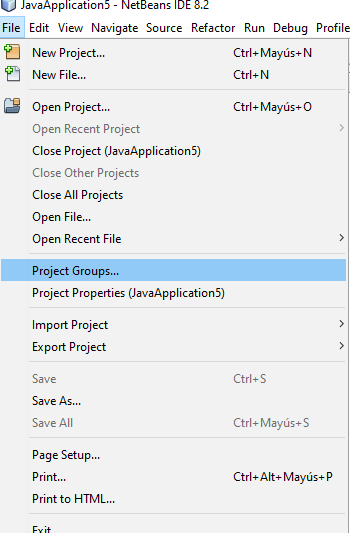 JavaApplication5 - NetBeans IDE 8.2
File Edit View Navigate Source Refactor Run Debug Profile
New Project... Ctrl+Mayús+N
New File... Ctrl+N
Open Project... Ctrl+Mayús+O
Open Recent Project
Close Project (JavaApplication5)
Close Other Projects
Close All Projects
Open File...
Open Recent File
Project Groups...
Project Properties (JavaApplication5)
Import Project
Export Project
Save Ctrl+S
Save As...
Save All Ctrl+Mayús+S
Page Setup...
Print... Ctrl+Alt+Mayús+P
Print to HTML...
Exit